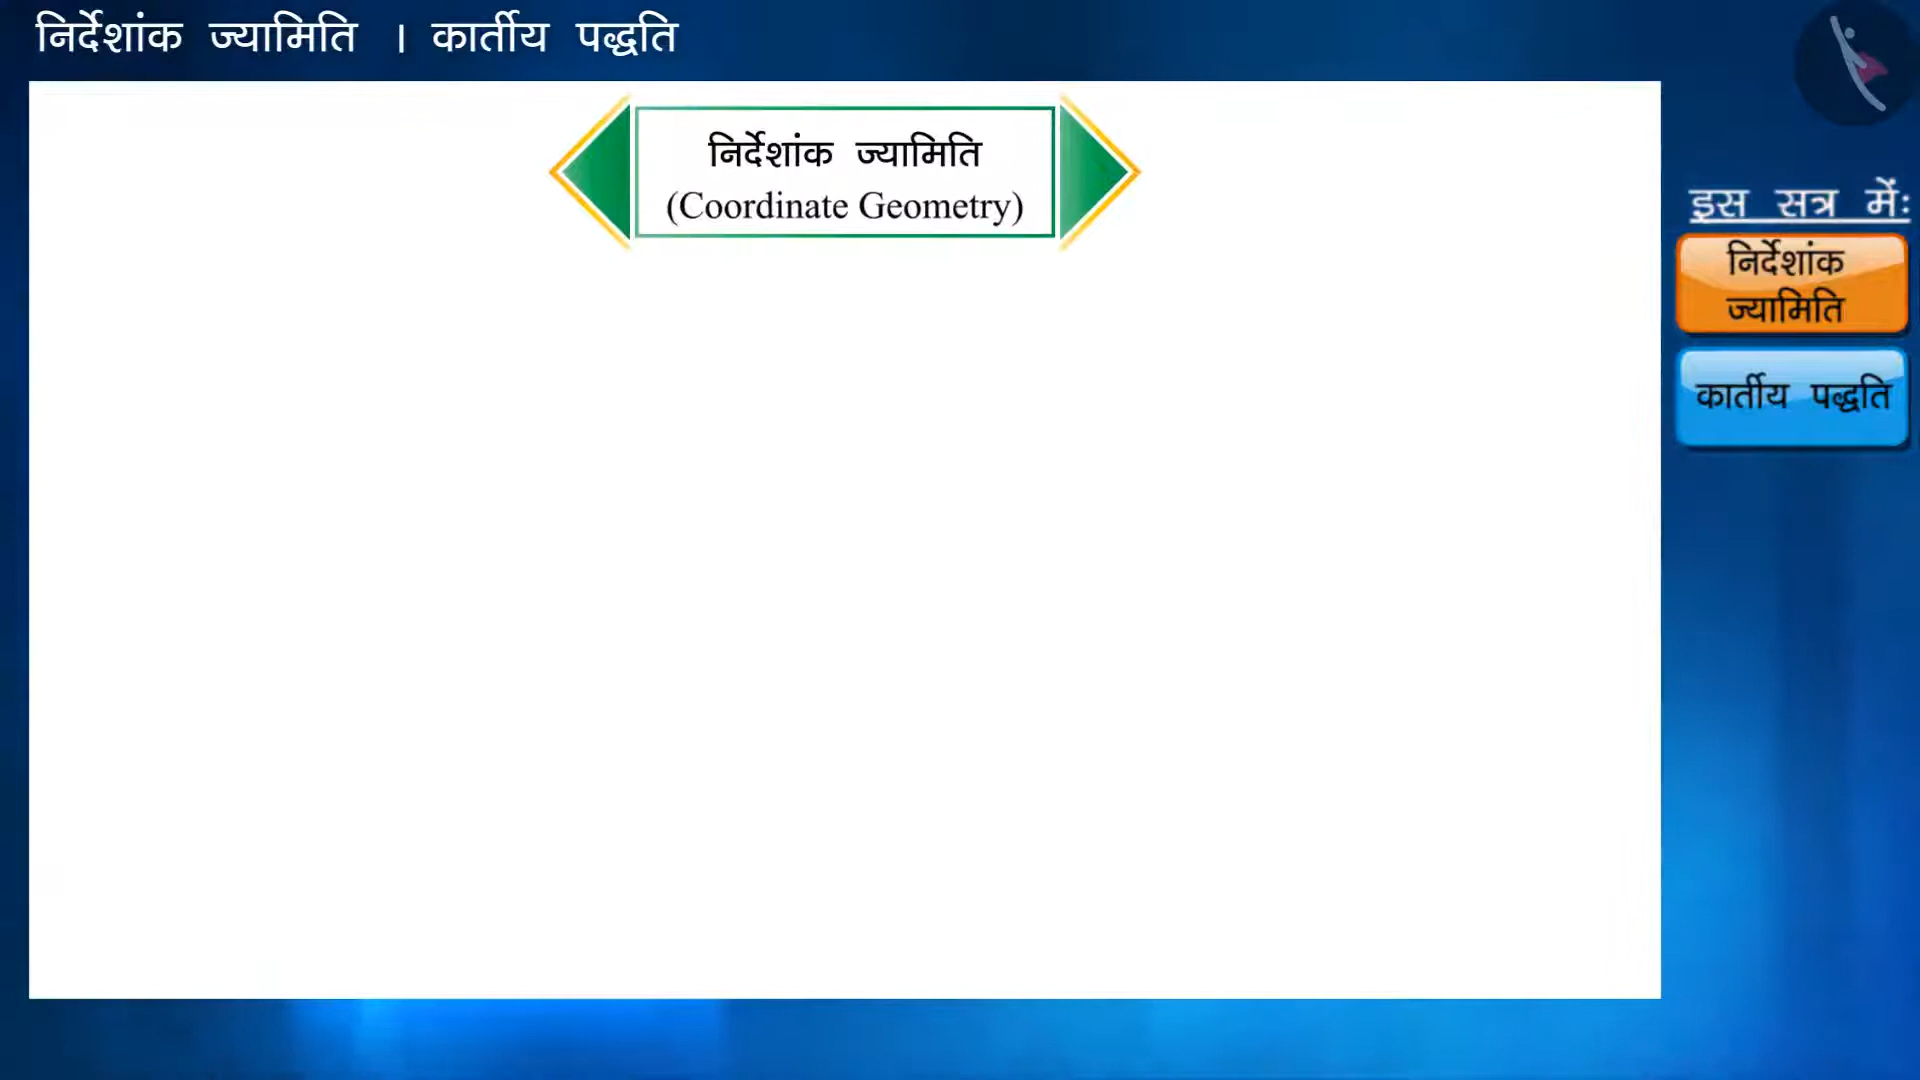 निर्देशांक ज्यामिति । कार्तीय पद्धति
निर्देशांक ज्यामिति
(Coordinate Geometry)
इस सत्र में:
निर्देशांक
ज्यामिति
कार्तीय पद्धति